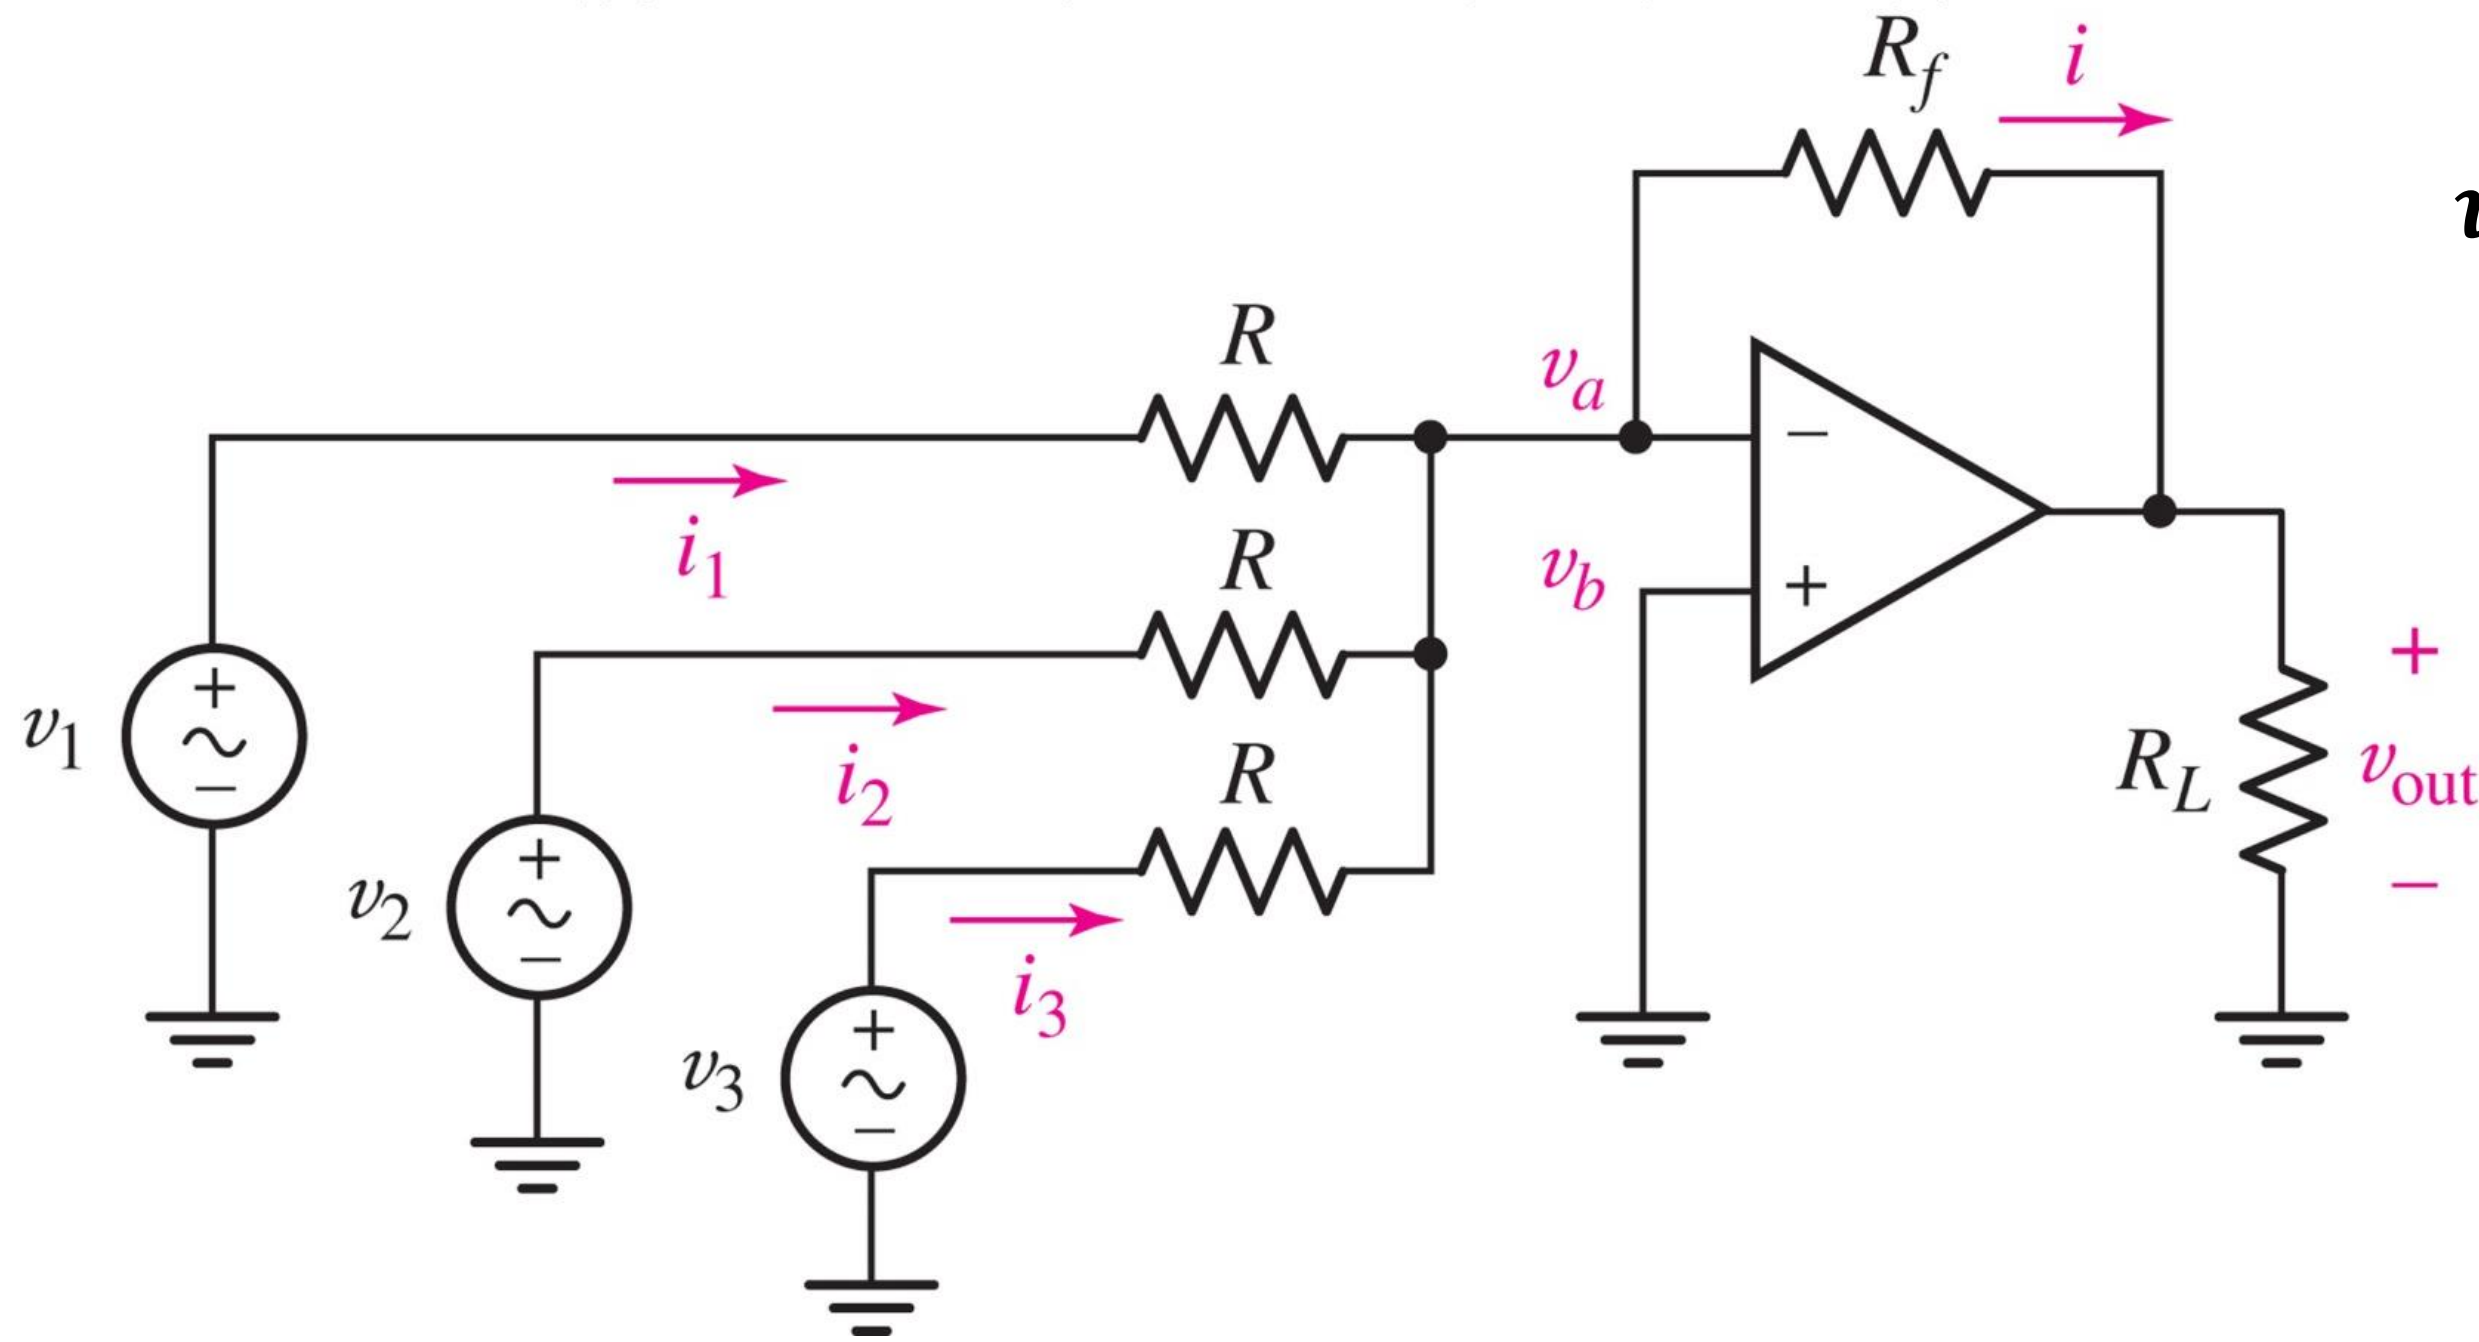 R_f
i
R
v_a
−
i_1
R
v_b
+
+
v_1
−
i_2
R
R_L
v_out
+
−
v_2
−
i_3
+
v_3
−
+
−